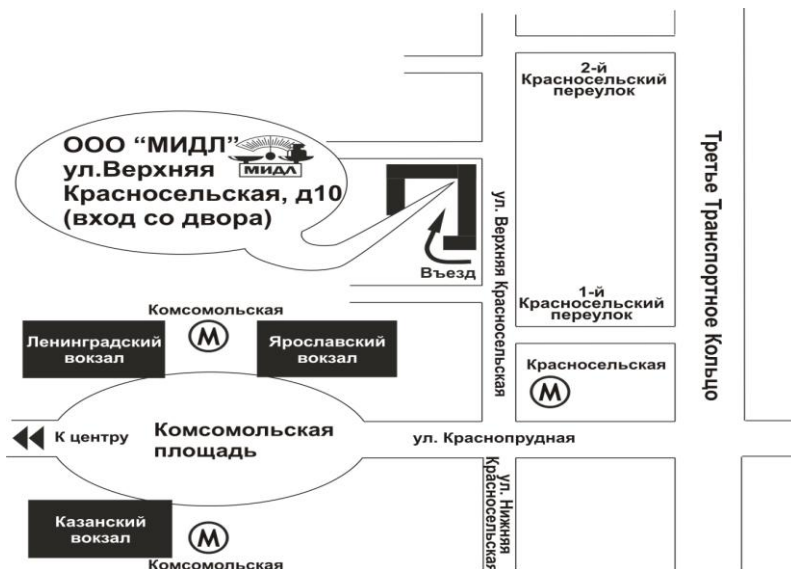 2-й
Красносельский
переулок
ООО “МИДЛ”
МИДЛ
ул.Верхняя
Красносельская, д10
(вход со двора)
Третье Транспортное Кольцо
ул. Верхняя Красносельская
Въезд
1-й
Красносельский
переулок
Комсомольская
М
Ленинградский
вокзал
Ярославский
вокзал
Красносельская
М
К центру
Комсомольская
площадь
ул. Краснопрудная
ул. Нижняя
Красносельская
Казанский
вокзал
М
Комсомольская